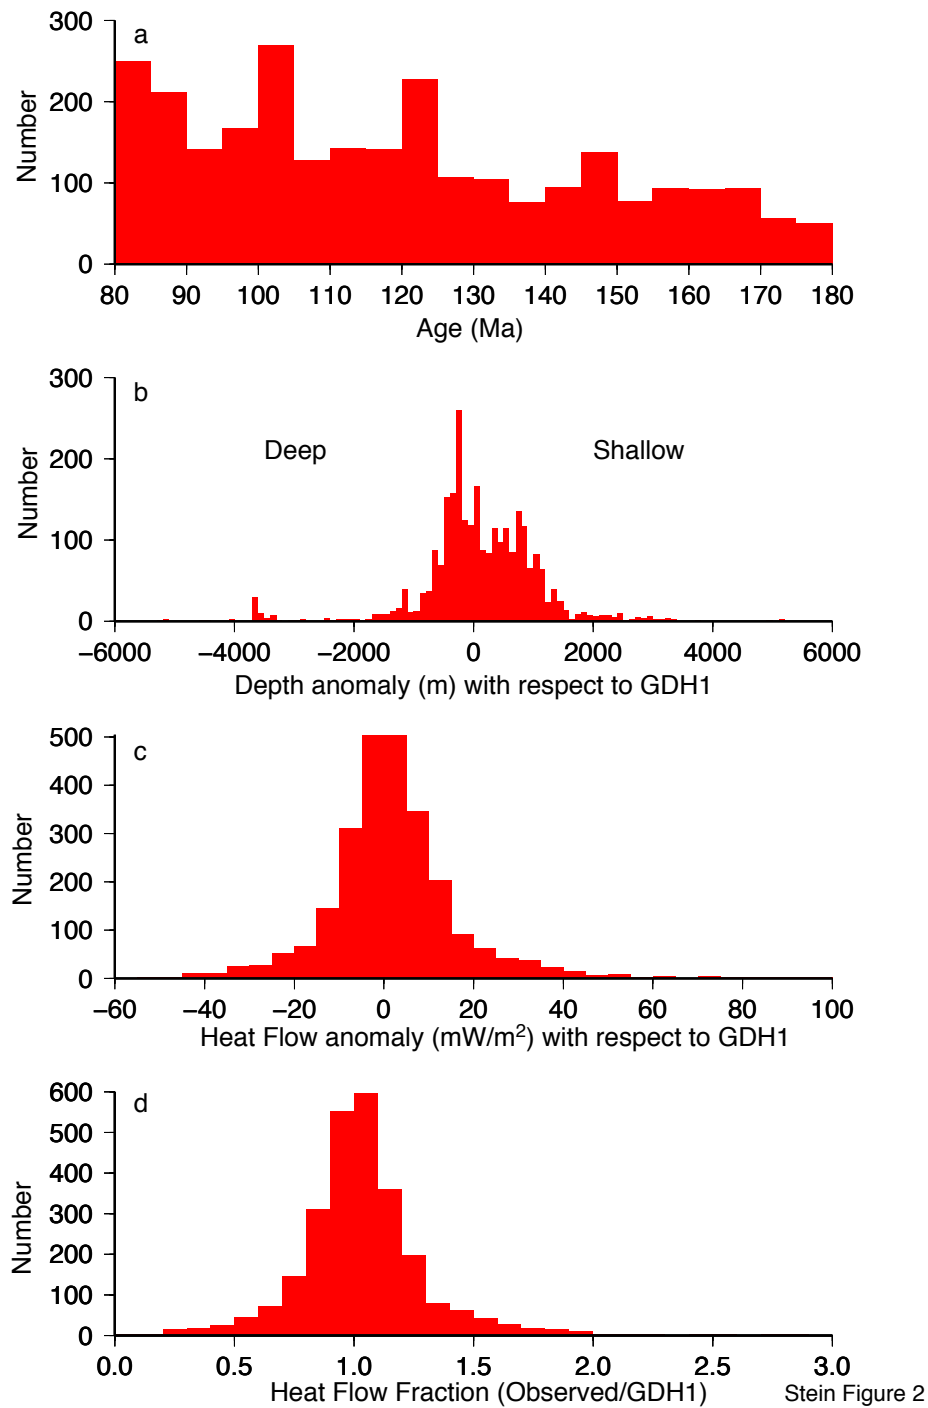 a
300
200
100
0
Number
80 90 100 110 120 130 140 150 160 170 180
Age (Ma)
b
300
200
100
0
Number
Deep Shallow
−6000 −4000 −2000 0 2000 4000 6000
Depth anomaly (m) with respect to GDH1
c
500
400
300
200
100
0
Number
−60 −40 −20 0 20 40 60 80 100
Heat Flow anomaly (mW/m²) with respect to GDH1
d
600
500
400
300
200
100
0
Number
0.0 0.5 1.0 1.5 2.0 2.5 3.0
Heat Flow Fraction (Observed/GDH1)
Stein Figure 2